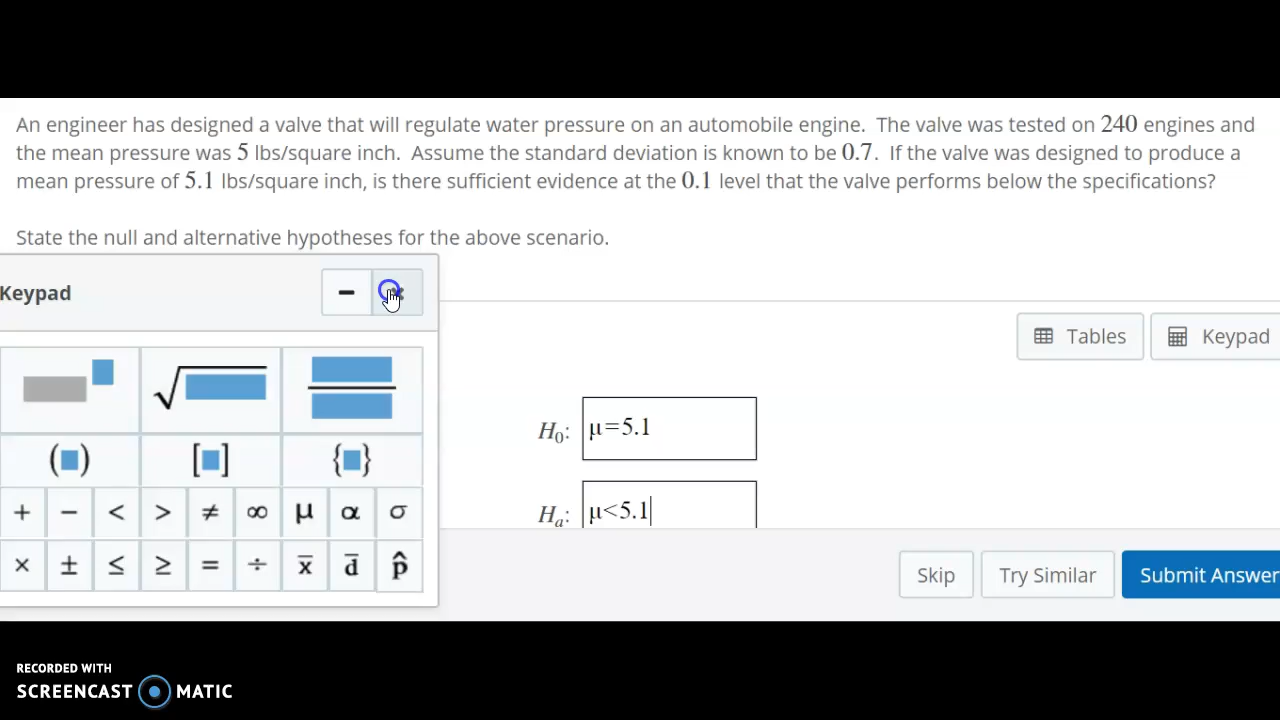 An engineer has designed a valve that will regulate water pressure on an automobile engine.  The valve was tested on 240 engines and
the mean pressure was 5 lbs/square inch.  Assume the standard deviation is known to be 0.7.  If the valve was designed to produce a
mean pressure of 5.1 lbs/square inch, is there sufficient evidence at the 0.1 level that the valve performs below the specifications?
State the null and alternative hypotheses for the above scenario.
Keypad
Tables Keypad
√
(■) [■] {■}
+ − < > ≠ ∞ μ α σ
× ± ≤ ≥ = ÷ x̄ d̄ p̂
H₀: μ=5.1
Hₐ: μ<5.1
Skip Try Similar Submit Answer
RECORDED WITH
SCREENCAST MATIC